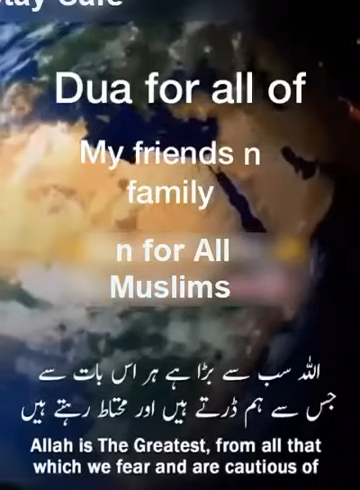 Stay Safe
Dua for all of
My friends n
family
n for All
Muslims
اللہ سب سے بڑا ہے ہر اس بات سے
جس سے ہم ڈرتے ہیں اور محتاط رہتے ہیں
Allah is The Greatest, from all that
which we fear and are cautious of